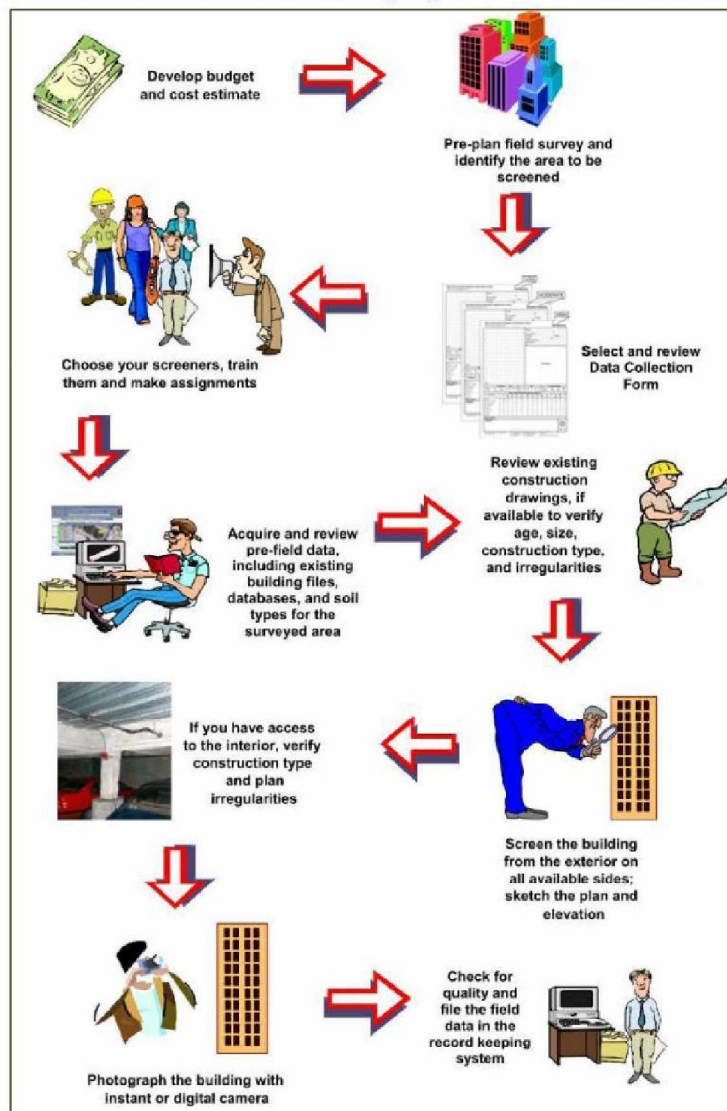 Develop budget
and cost estimate
Pre-plan field survey and
identify the area to be
screened
Select and review
Data Collection
Form
Choose your screeners, train
them and make assignments
Acquire and review
pre-field data,
including existing
building files,
databases, and soil
types for the
surveyed area
Review existing
construction
drawings, if
available to verify
age, size,
construction type,
and irregularities
Screen the building
from the exterior on
all available sides;
sketch the plan and
elevation
If you have access
to the interior, verify
construction type
and plan
irregularities
Photograph the building with
instant or digital camera
Check for
quality and
file the field
data in the
record keeping
system